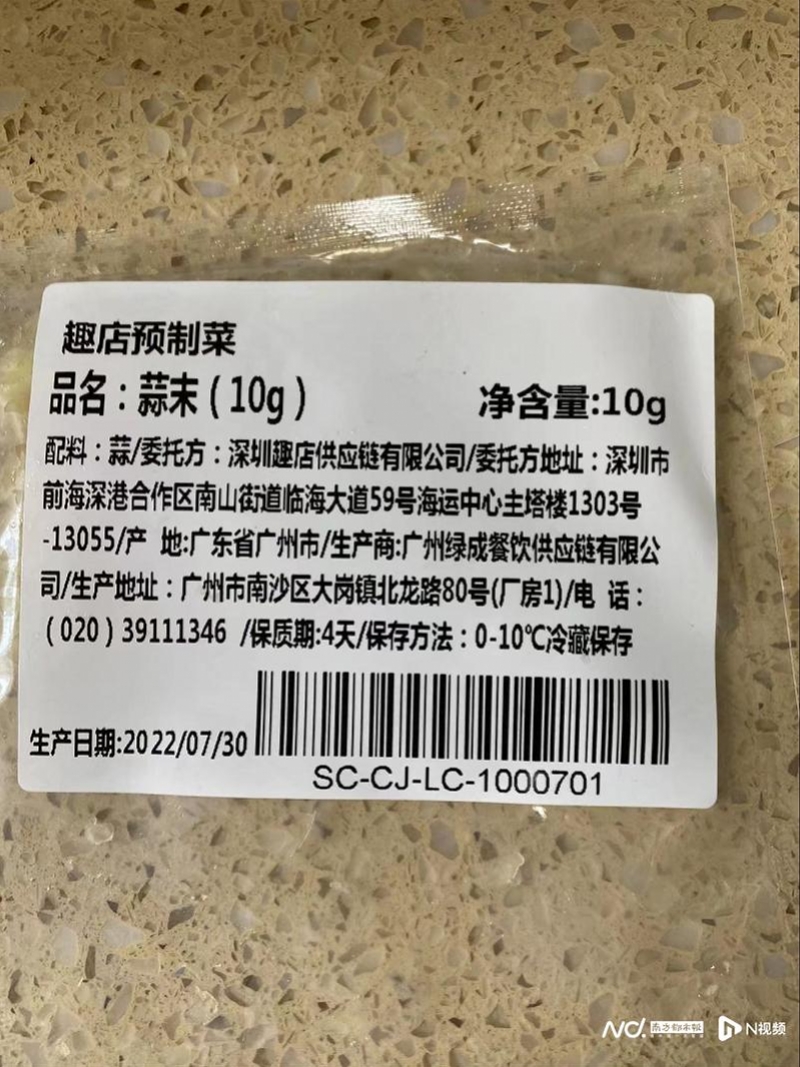 趣店预制菜
品名：蒜末（10g） 净含量:10g
配料：蒜/委托方：深圳趣店供应链有限公司/委托方地址：深圳市
前海深港合作区南山街道临海大道59号海运中心主塔楼1303号
-13055/产 地:广东省广州市/生产商:广州绿成餐饮供应链有限公
司/生产地址：广州市南沙区大岗镇北龙路80号(厂房1)/电 话：
（020）39111346 /保质期:4天/保存方法：0-10℃冷藏保存
生产日期:2022/07/30
SC-CJ-LC-1000701
南方都市报 N视频